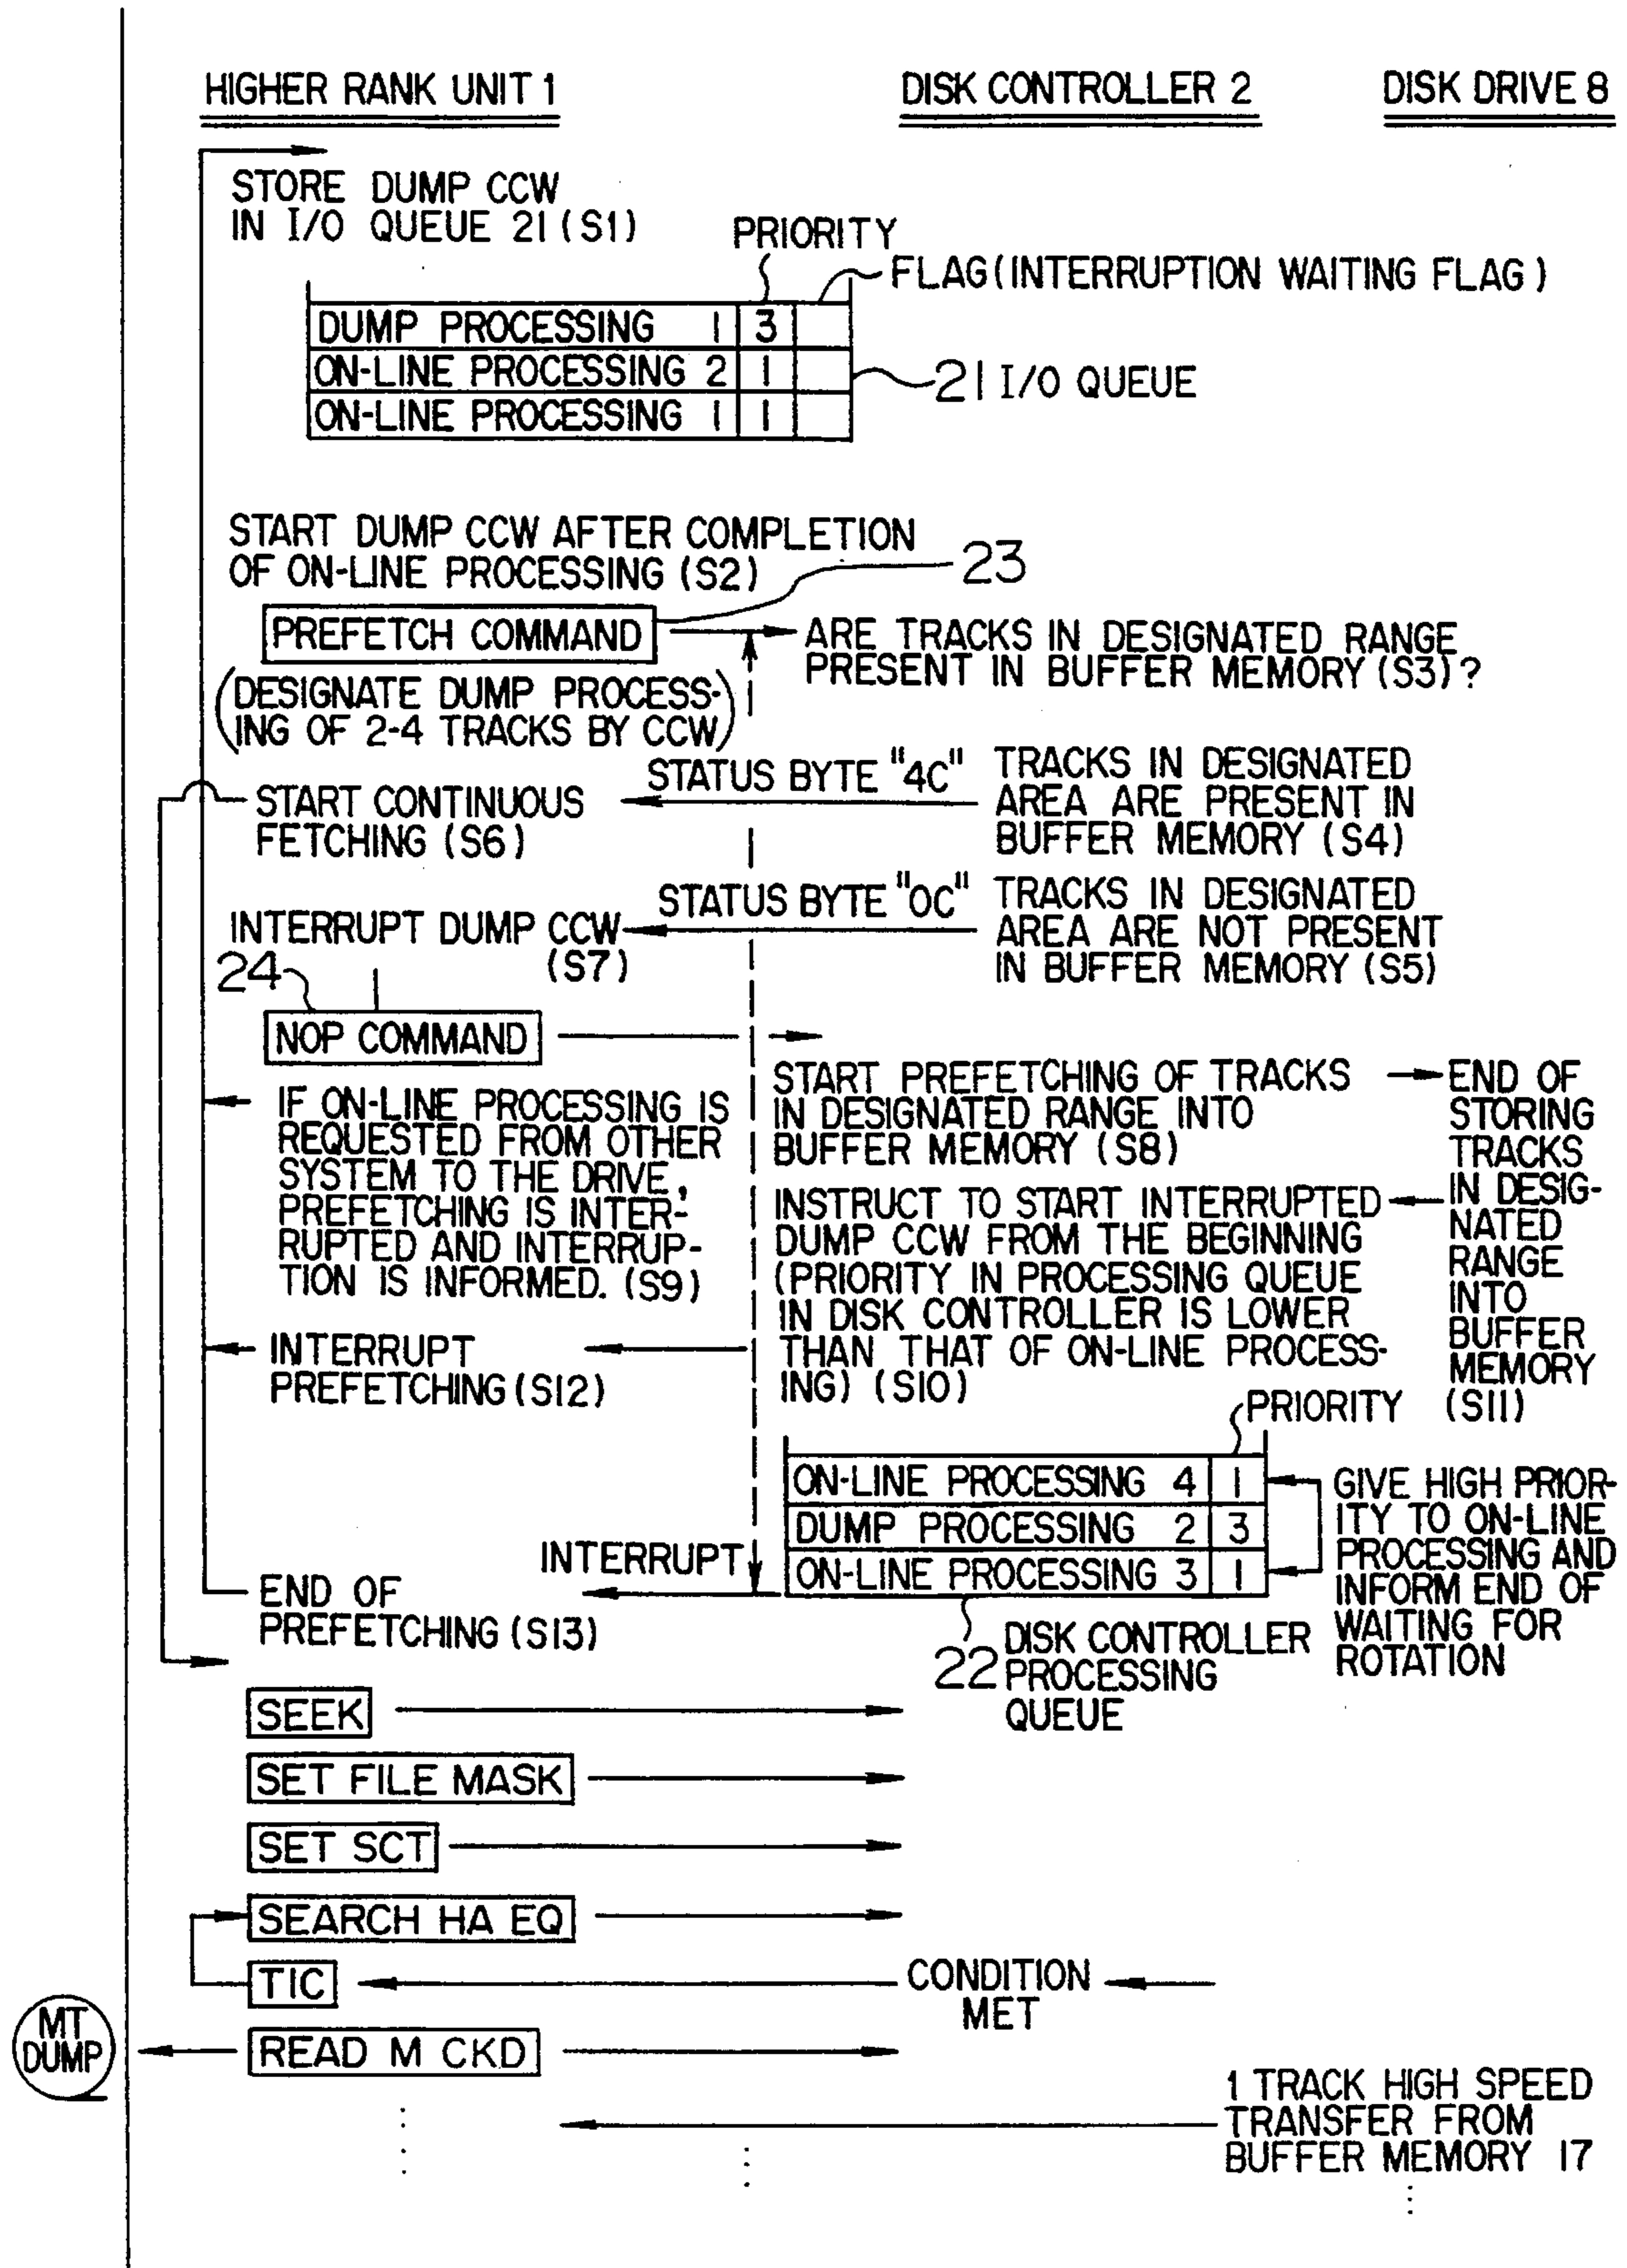 HIGHER RANK UNIT 1
DISK CONTROLLER 2
DISK DRIVE 8
STORE DUMP CCW
IN I/O QUEUE 21 (S1)
PRIORITY
FLAG (INTERRUPTION WAITING FLAG)
DUMP PROCESSING 1 3
ON-LINE PROCESSING 2 1
ON-LINE PROCESSING 1 1
21 I/O QUEUE
START DUMP CCW AFTER COMPLETION
OF ON-LINE PROCESSING (S2)
23
PREFETCH COMMAND
(DESIGNATE DUMP PROCESS-
ING OF 2-4 TRACKS BY CCW)
ARE TRACKS IN DESIGNATED RANGE
PRESENT IN BUFFER MEMORY (S3)?
STATUS BYTE "4C"
TRACKS IN DESIGNATED
AREA ARE PRESENT IN
BUFFER MEMORY (S4)
START CONTINUOUS
FETCHING (S6)
STATUS BYTE "0C"
TRACKS IN DESIGNATED
AREA ARE NOT PRESENT
IN BUFFER MEMORY (S5)
INTERRUPT DUMP CCW
(S7)
24
NOP COMMAND
START PREFETCHING OF TRACKS
IN DESIGNATED RANGE INTO
BUFFER MEMORY (S8)
END OF
STORING
TRACKS
IN DESIG-
NATED
RANGE
INTO
BUFFER
MEMORY
(S11)
IF ON-LINE PROCESSING IS
REQUESTED FROM OTHER
SYSTEM TO THE DRIVE,
PREFETCHING IS INTER-
RUPTED AND INTERRUP-
TION IS INFORMED. (S9)
INSTRUCT TO START INTERRUPTED
DUMP CCW FROM THE BEGINNING
(PRIORITY IN PROCESSING QUEUE
IN DISK CONTROLLER IS LOWER
THAN THAT OF ON-LINE PROCESS-
ING) (S10)
INTERRUPT
PREFETCHING (S12)
PRIORITY
ON-LINE PROCESSING 4 1
DUMP PROCESSING 2 3
ON-LINE PROCESSING 3 1
GIVE HIGH PRIOR-
ITY TO ON-LINE
PROCESSING AND
INFORM END OF
WAITING FOR
ROTATION
INTERRUPT
END OF
PREFETCHING (S13)
22 DISK CONTROLLER
PROCESSING
QUEUE
SEEK
SET FILE MASK
SET SCT
SEARCH HA EQ
TIC
CONDITION
MET
MT
DUMP
READ M CKD
1 TRACK HIGH SPEED
TRANSFER FROM
BUFFER MEMORY 17